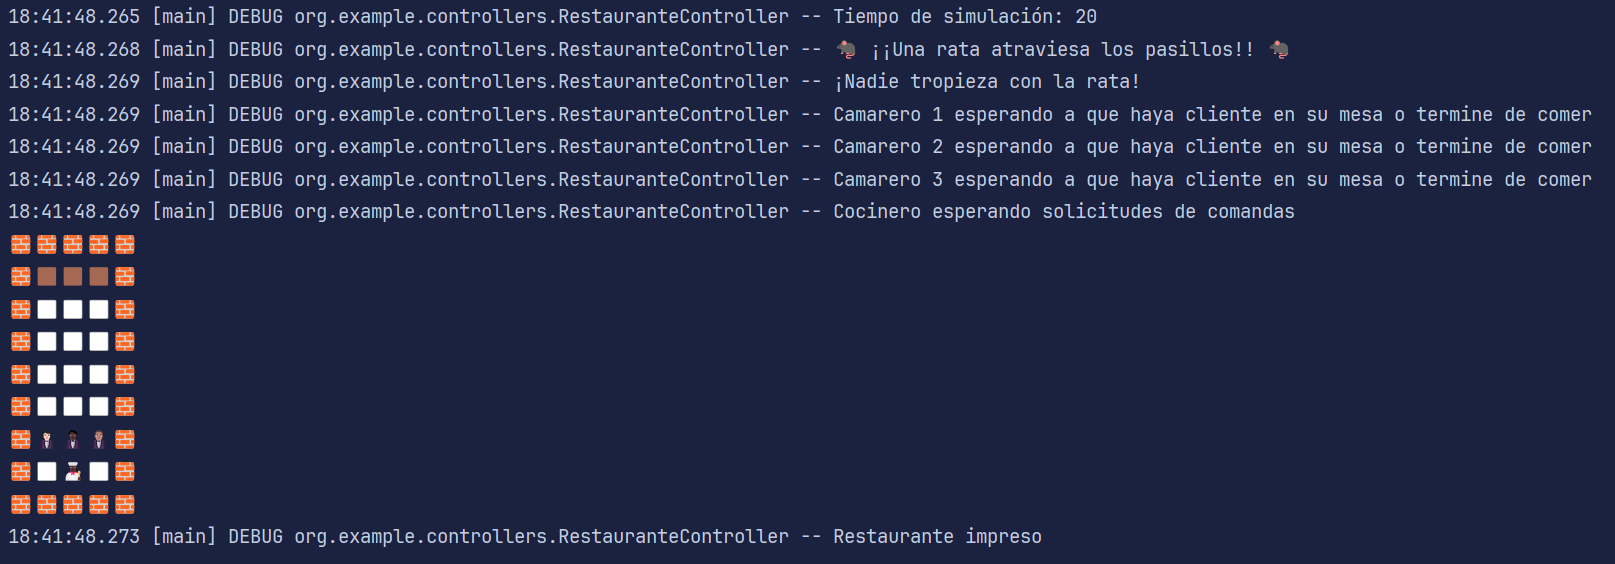 18:41:48.265 [main] DEBUG org.example.controllers.RestauranteController -- Tiempo de simulación: 20
18:41:48.268 [main] DEBUG org.example.controllers.RestauranteController -- 🐀 ¡¡Una rata atraviesa los pasillos!! 🐀
18:41:48.269 [main] DEBUG org.example.controllers.RestauranteController -- ¡Nadie tropieza con la rata!
18:41:48.269 [main] DEBUG org.example.controllers.RestauranteController -- Camarero 1 esperando a que haya cliente en su mesa o termine de comer
18:41:48.269 [main] DEBUG org.example.controllers.RestauranteController -- Camarero 2 esperando a que haya cliente en su mesa o termine de comer
18:41:48.269 [main] DEBUG org.example.controllers.RestauranteController -- Camarero 3 esperando a que haya cliente en su mesa o termine de comer
18:41:48.269 [main] DEBUG org.example.controllers.RestauranteController -- Cocinero esperando solicitudes de comandas
18:41:48.273 [main] DEBUG org.example.controllers.RestauranteController -- Restaurante impreso